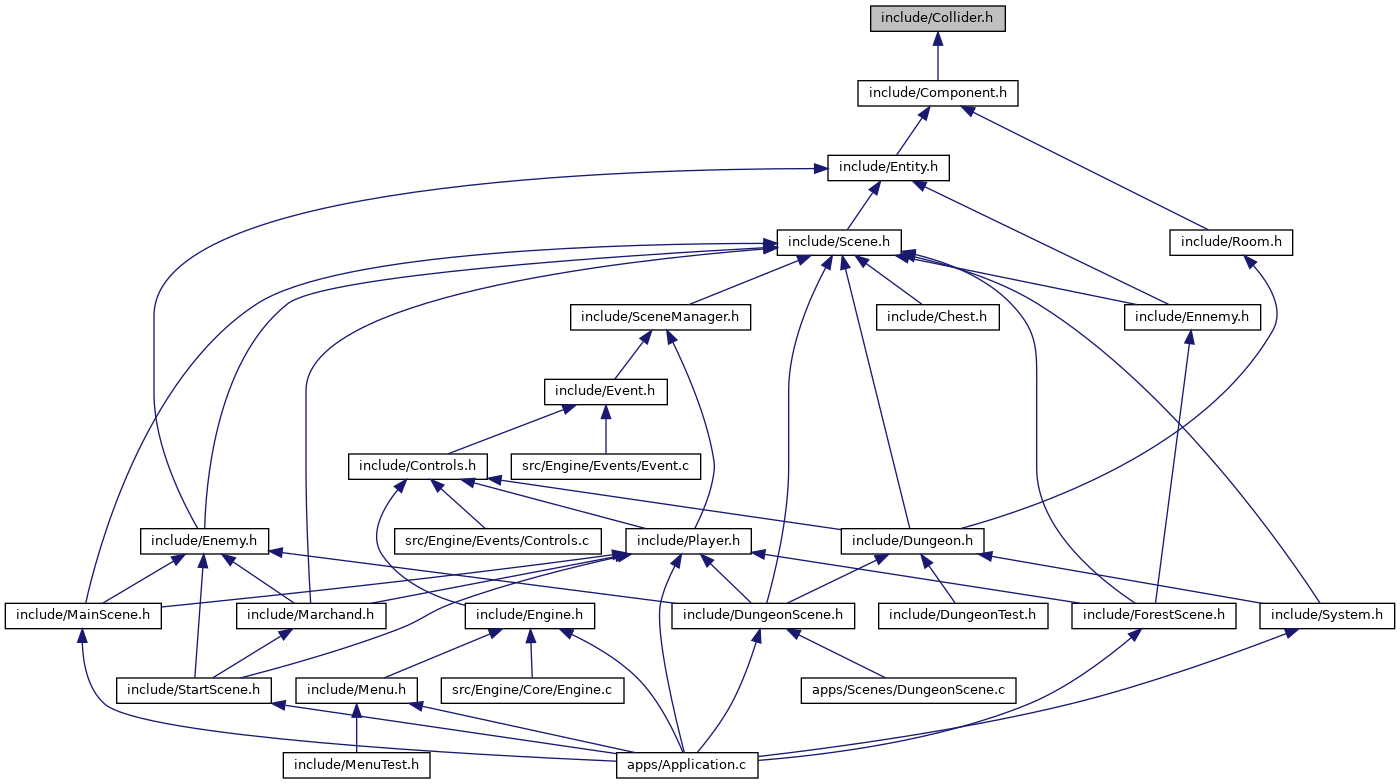 include/Collider.h
include/Component.h
include/Entity.h
include/Scene.h
include/Room.h
include/SceneManager.h
include/Chest.h
include/Ennemy.h
include/Event.h
include/Controls.h
src/Engine/Events/Event.c
include/Enemy.h
src/Engine/Events/Controls.c
include/Player.h
include/Dungeon.h
include/MainScene.h
include/Marchand.h
include/Engine.h
include/DungeonScene.h
include/DungeonTest.h
include/ForestScene.h
include/System.h
include/StartScene.h
include/Menu.h
src/Engine/Core/Engine.c
apps/Scenes/DungeonScene.c
include/MenuTest.h
apps/Application.c